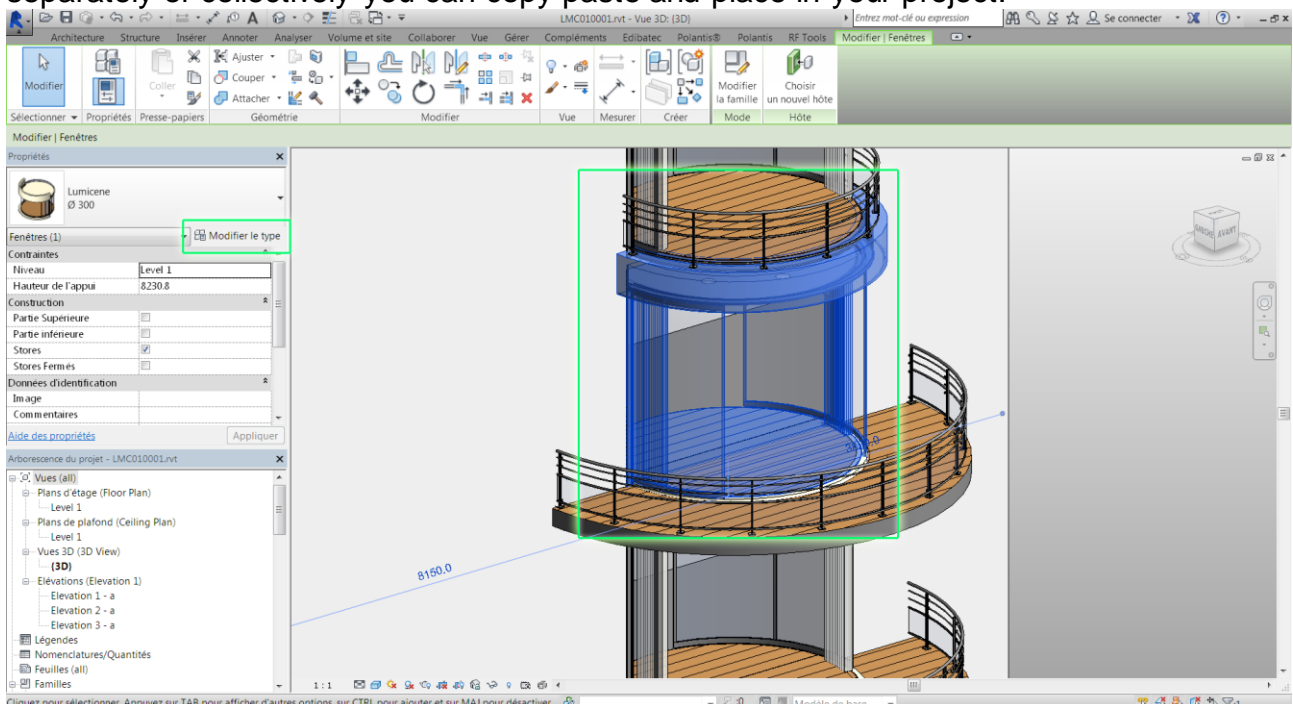 separately or collectively you can copy-paste and place in your project.
LMC010001.rvt - Vue 3D: {3D}
Entrez mot-clé ou expression
Se connecter
Architecture Structure Insérer Annoter Analyser Volume et site Collaborer Vue Gérer Compléments Edibatec Polantis® Polantis RF Tools Modifier | Fenêtres
Modifier
Coller
Ajuster
Couper
Attacher
Modifier
la famille
Choisir
un nouvel hôte
Sélectionner Propriétés Presse-papiers Géométrie Modifier Vue Mesurer Créer Mode Hôte
Modifier | Fenêtres
Propriétés
Lumicene
Ø 300
Fenêtres (1) Modifier le type
Contraintes
Niveau Level 1
Hauteur de l'appui 8230.8
Construction
Partie Supérieure
Partie inférieure
Stores
Stores Fermés
Données d'identification
Image
Commentaires
Aide des propriétés Appliquer
Arborescence du projet - LMC010001.rvt
Vues (all)
Plans d'étage (Floor Plan)
Level 1
Plans de plafond (Ceiling Plan)
Level 1
Vues 3D (3D View)
{3D}
Elévations (Elevation 1)
Elevation 1 - a
Elevation 2 - a
Elevation 3 - a
Légendes
Nomenclatures/Quantités
Feuilles (all)
Familles
AVANT
8150.0
1:1
Cliquez pour sélectionner. Appuyez sur TAB pour afficher d'autres options, sur CTRL pour ajouter et sur MAJ pour désactiver
:0
Modèle de base